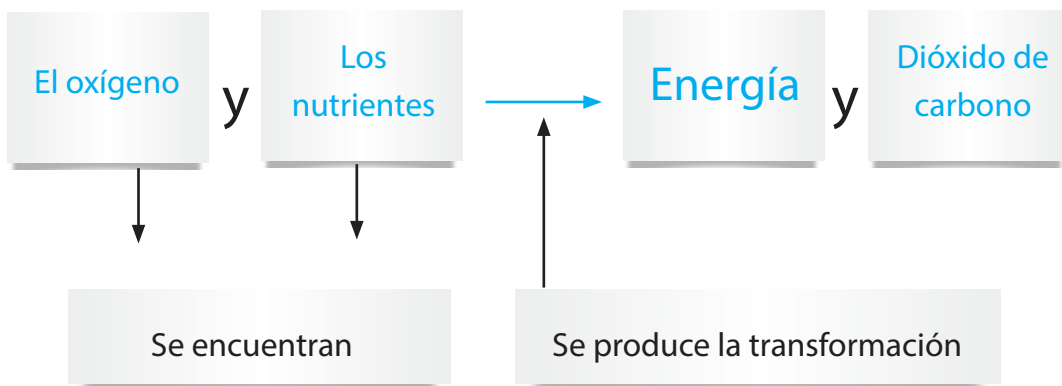 El oxígeno
y
Los
nutrientes
Energía
y
Dióxido de
carbono
Se encuentran
Se produce la transformación